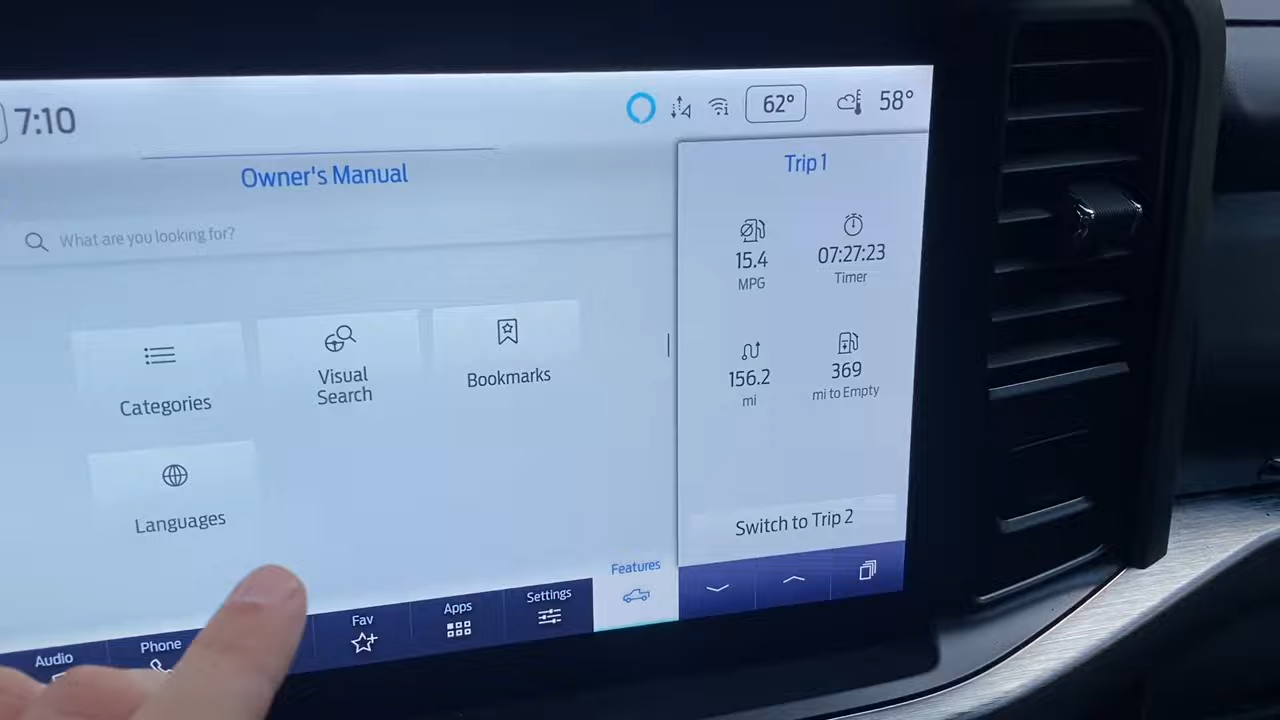 7:10
62°
58°
Owner's Manual
What are you looking for?
Categories
Visual
Search
Bookmarks
Languages
Trip 1
15.4
MPG
07:27:23
Timer
156.2
mi
369
mi to Empty
Switch to Trip 2
Audio
Phone
Fav
Apps
Settings
Features